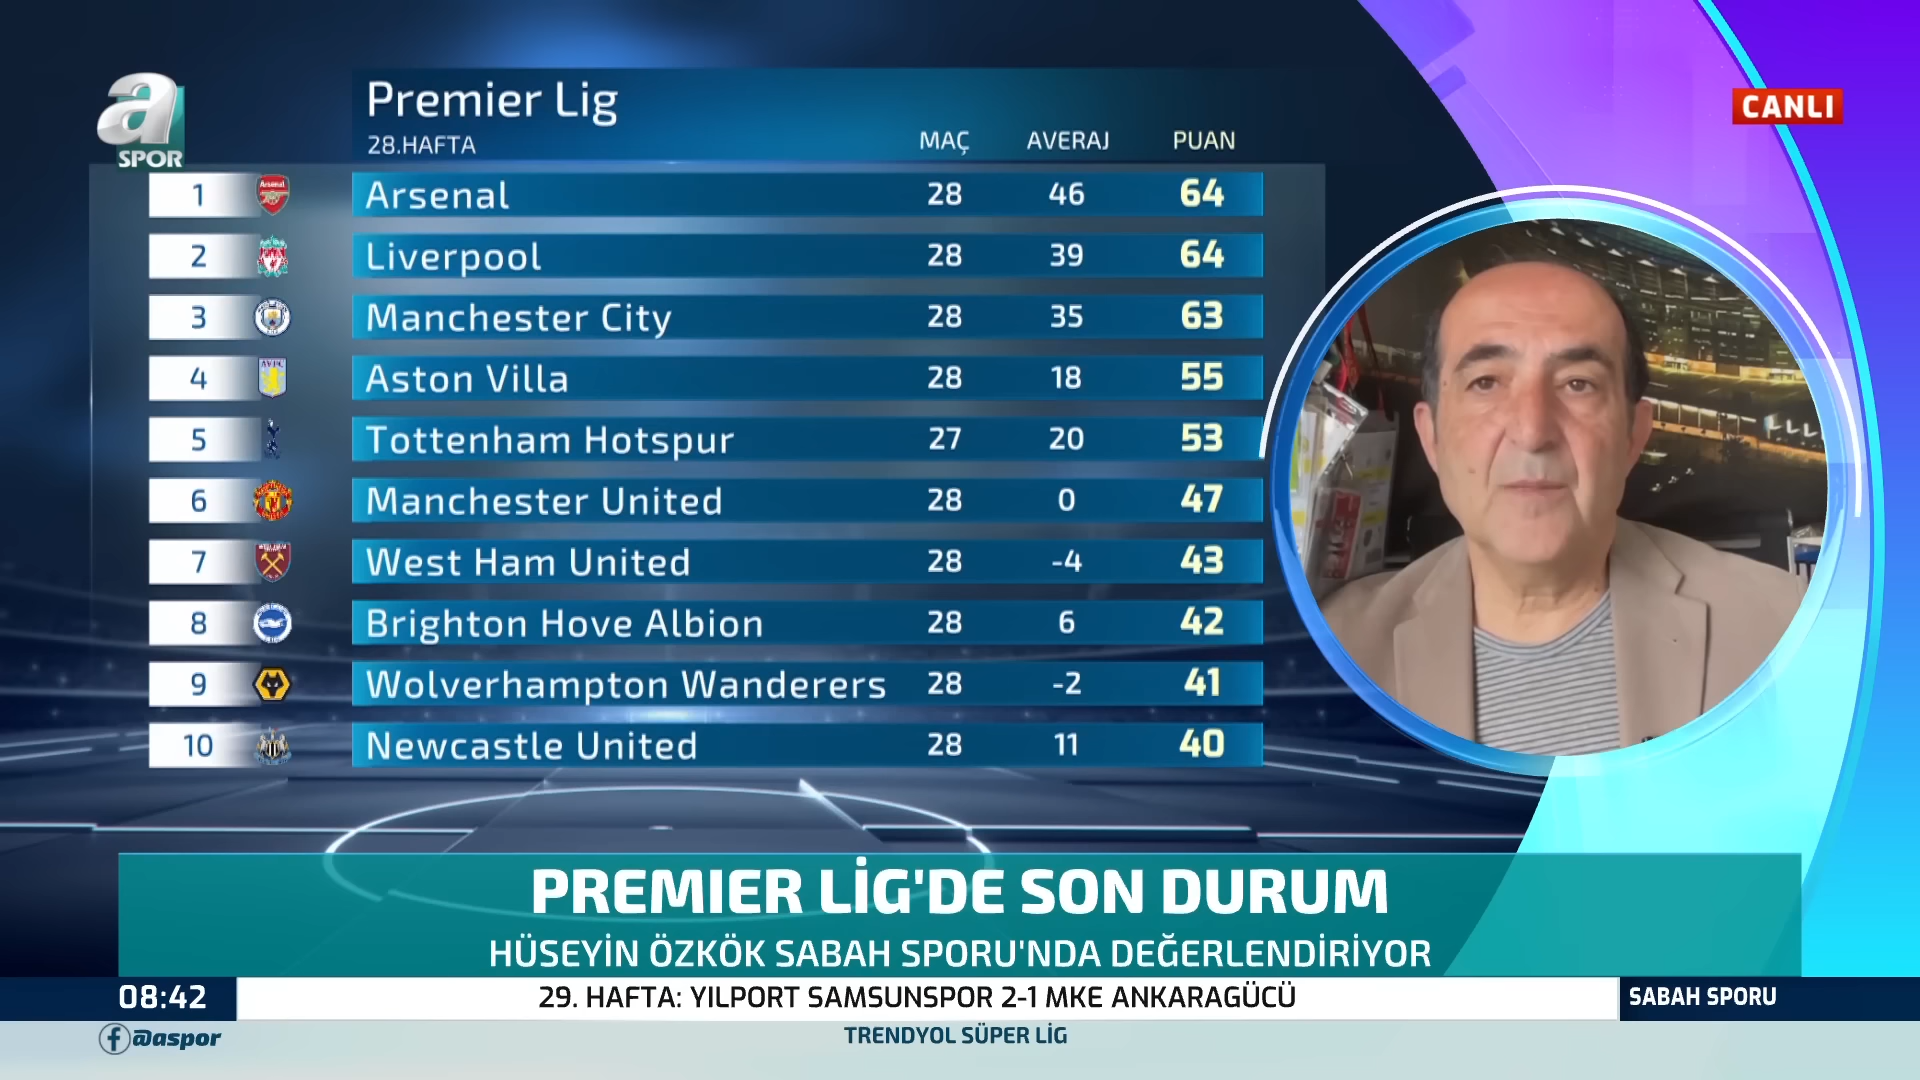 a
SPOR
Premier Lig
28.HAFTA
MAÇ AVERAJ PUAN
CANLI
1 Arsenal 28 46 64
2 Liverpool 28 39 64
3 Manchester City 28 35 63
4 Aston Villa 28 18 55
5 Tottenham Hotspur 27 20 53
6 Manchester United 28 0 47
7 West Ham United 28 -4 43
8 Brighton Hove Albion 28 6 42
9 Wolverhampton Wanderers 28 -2 41
10 Newcastle United 28 11 40
PREMIER LİG'DE SON DURUM
HÜSEYİN ÖZKÖK SABAH SPORU'NDA DEĞERLENDİRİYOR
08:42 29. HAFTA: YILPORT SAMSUNSPOR 2-1 MKE ANKARAGÜCÜ SABAH SPORU
f @aspor TRENDYOL SÜPER LİG